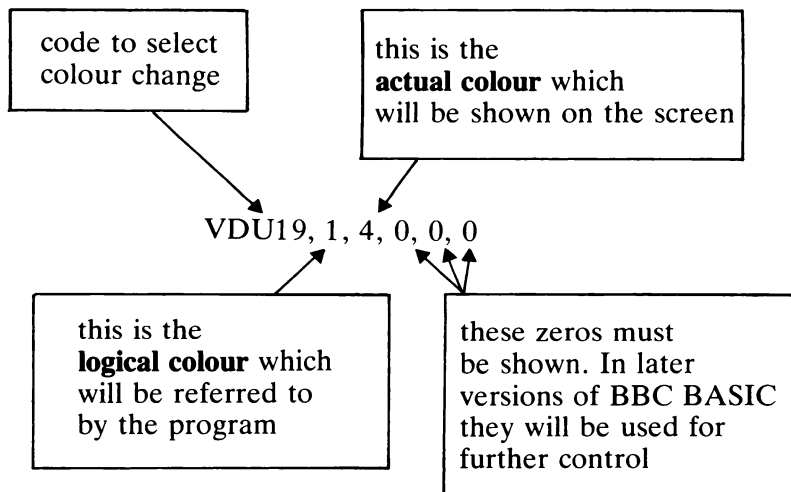 code to select
colour change
this is the
actual colour which
will be shown on the screen
VDU19, 1, 4, 0, 0, 0
this is the
logical colour which
will be referred to
by the program
these zeros must
be shown. In later
versions of BBC BASIC
they will be used for
further control